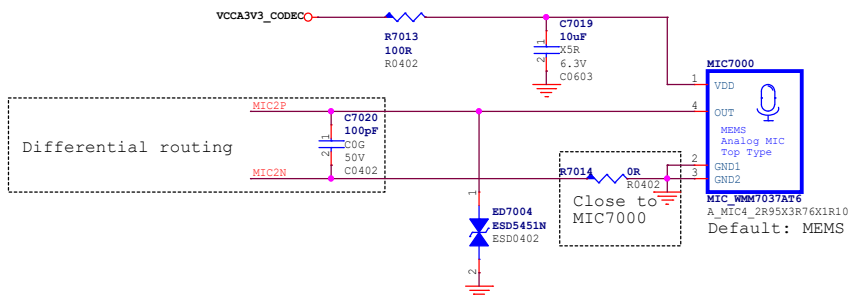 VCCA3V3_CODEC
R7013
100R
R0402
C7019
10uF
X5R
6.3V
C0603
1
2
MIC7000
1
VDD
4
OUT
MEMS
Analog MIC
Top Type
2
GND1
3
GND2
MIC_WMM7037AT6
A_MIC4_2R95X3R76X1R10
Default: MEMS
Differential routing
MIC2P
MIC2N
C7020
100pF
C0G
50V
C0402
1
2
R7014
0R
R0402
Close to
MIC7000
1
ED7004
ESD5451N
ESD0402
2